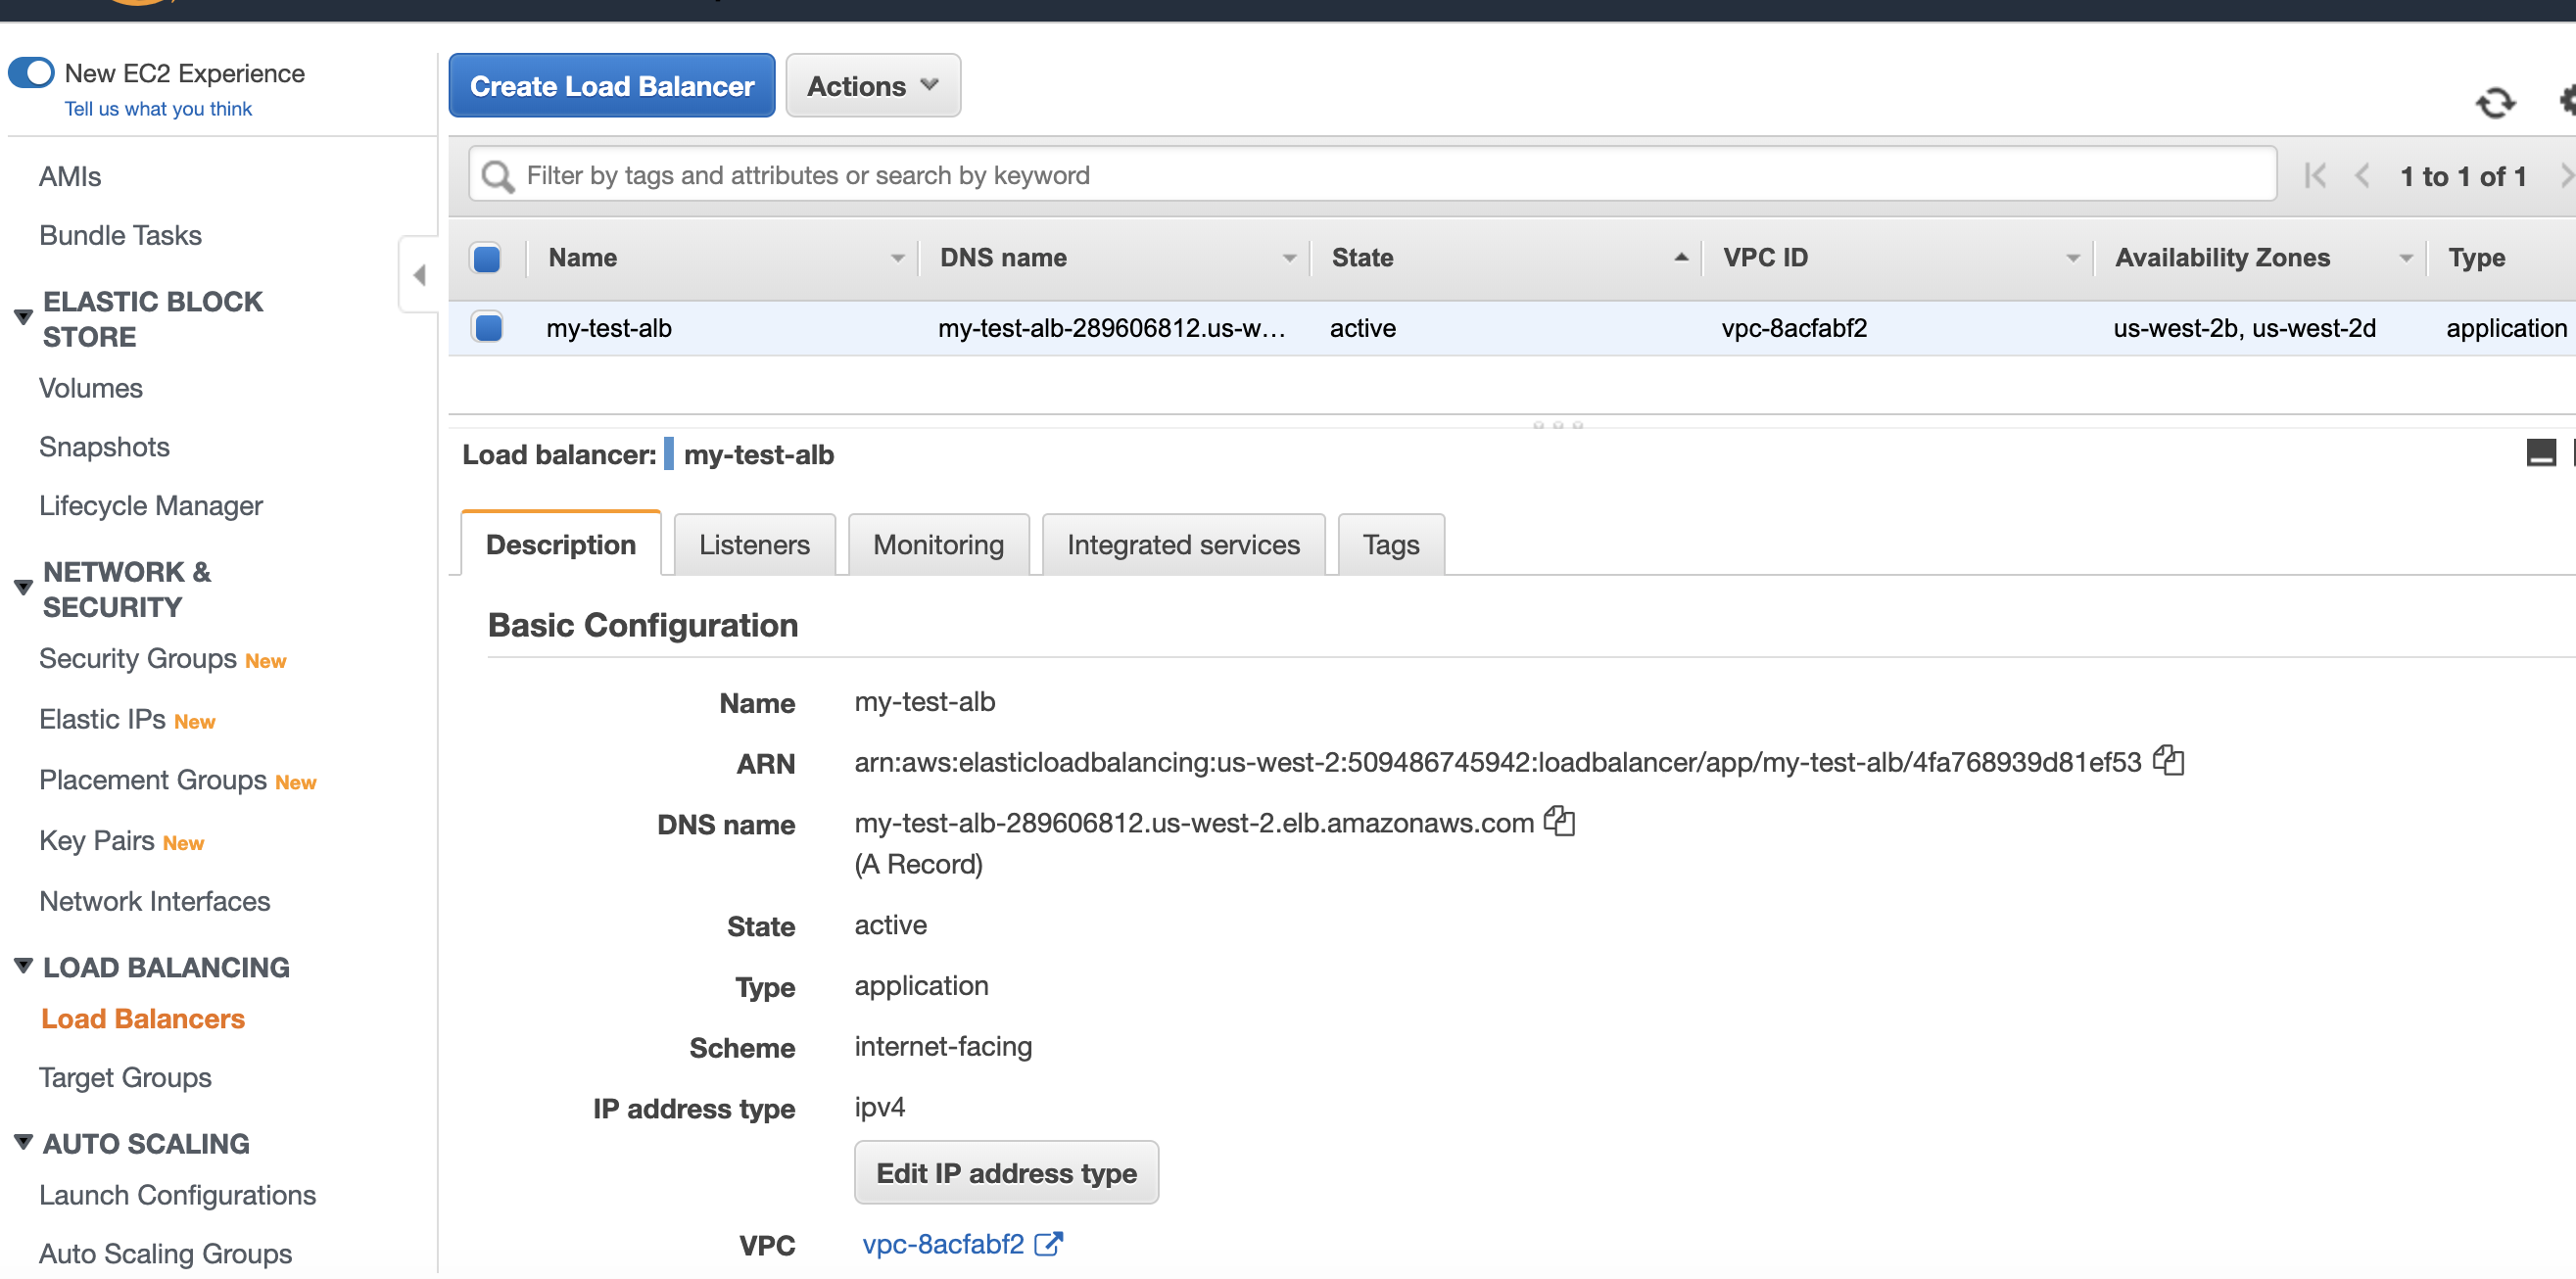 New EC2 Experience
Tell us what you think
AMIs
Bundle Tasks
ELASTIC BLOCK
STORE
Volumes
Snapshots
Lifecycle Manager
NETWORK &
SECURITY
Security Groups New
Elastic IPs New
Placement Groups New
Key Pairs New
Network Interfaces
LOAD BALANCING
Load Balancers
Target Groups
AUTO SCALING
Launch Configurations
Auto Scaling Groups
Create Load Balancer Actions
Filter by tags and attributes or search by keyword 1 to 1 of 1
Name DNS name State VPC ID Availability Zones Type
my-test-alb my-test-alb-289606812.us-w... active vpc-8acfabf2 us-west-2b, us-west-2d application
Load balancer: my-test-alb
Description Listeners Monitoring Integrated services Tags
Basic Configuration
Name my-test-alb
ARN arn:aws:elasticloadbalancing:us-west-2:509486745942:loadbalancer/app/my-test-alb/4fa768939d81ef53
DNS name my-test-alb-289606812.us-west-2.elb.amazonaws.com
(A Record)
State active
Type application
Scheme internet-facing
IP address type ipv4
Edit IP address type
VPC vpc-8acfabf2